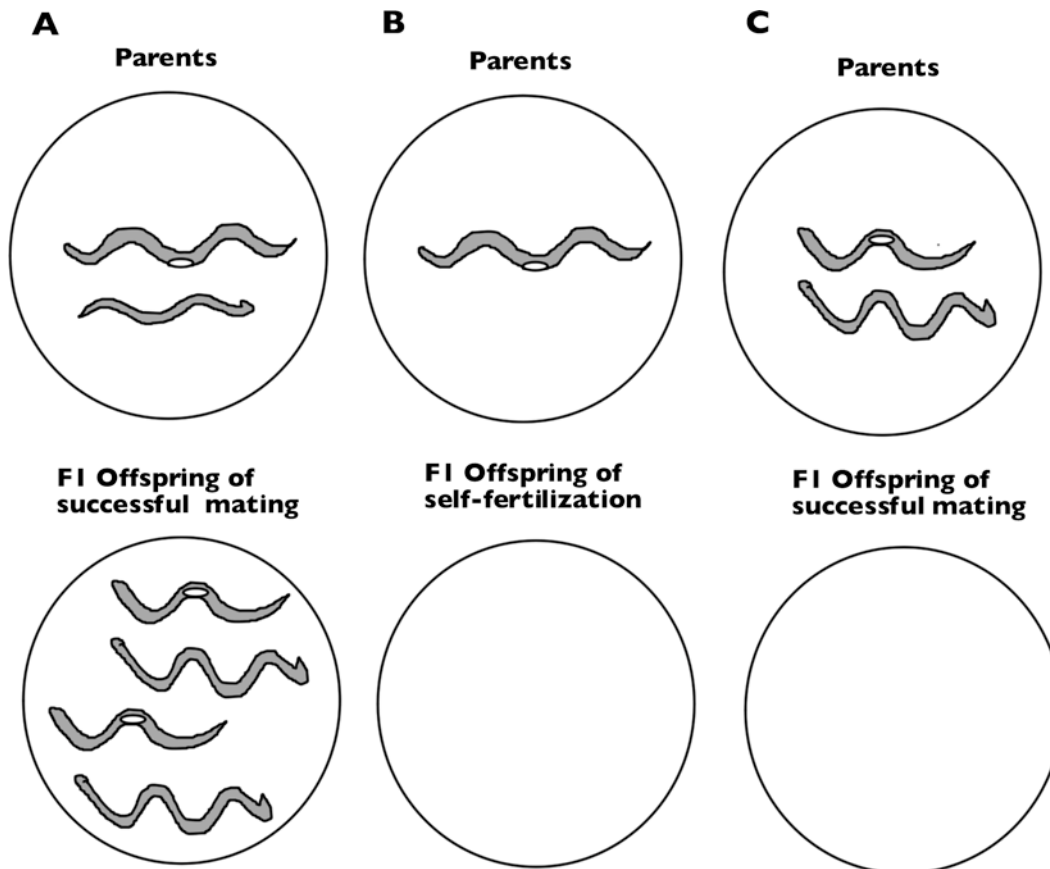 A
Parents
B
Parents
C
Parents
F1 Offspring of
successful mating
F1 Offspring of
self-fertilization
F1 Offspring of
successful mating